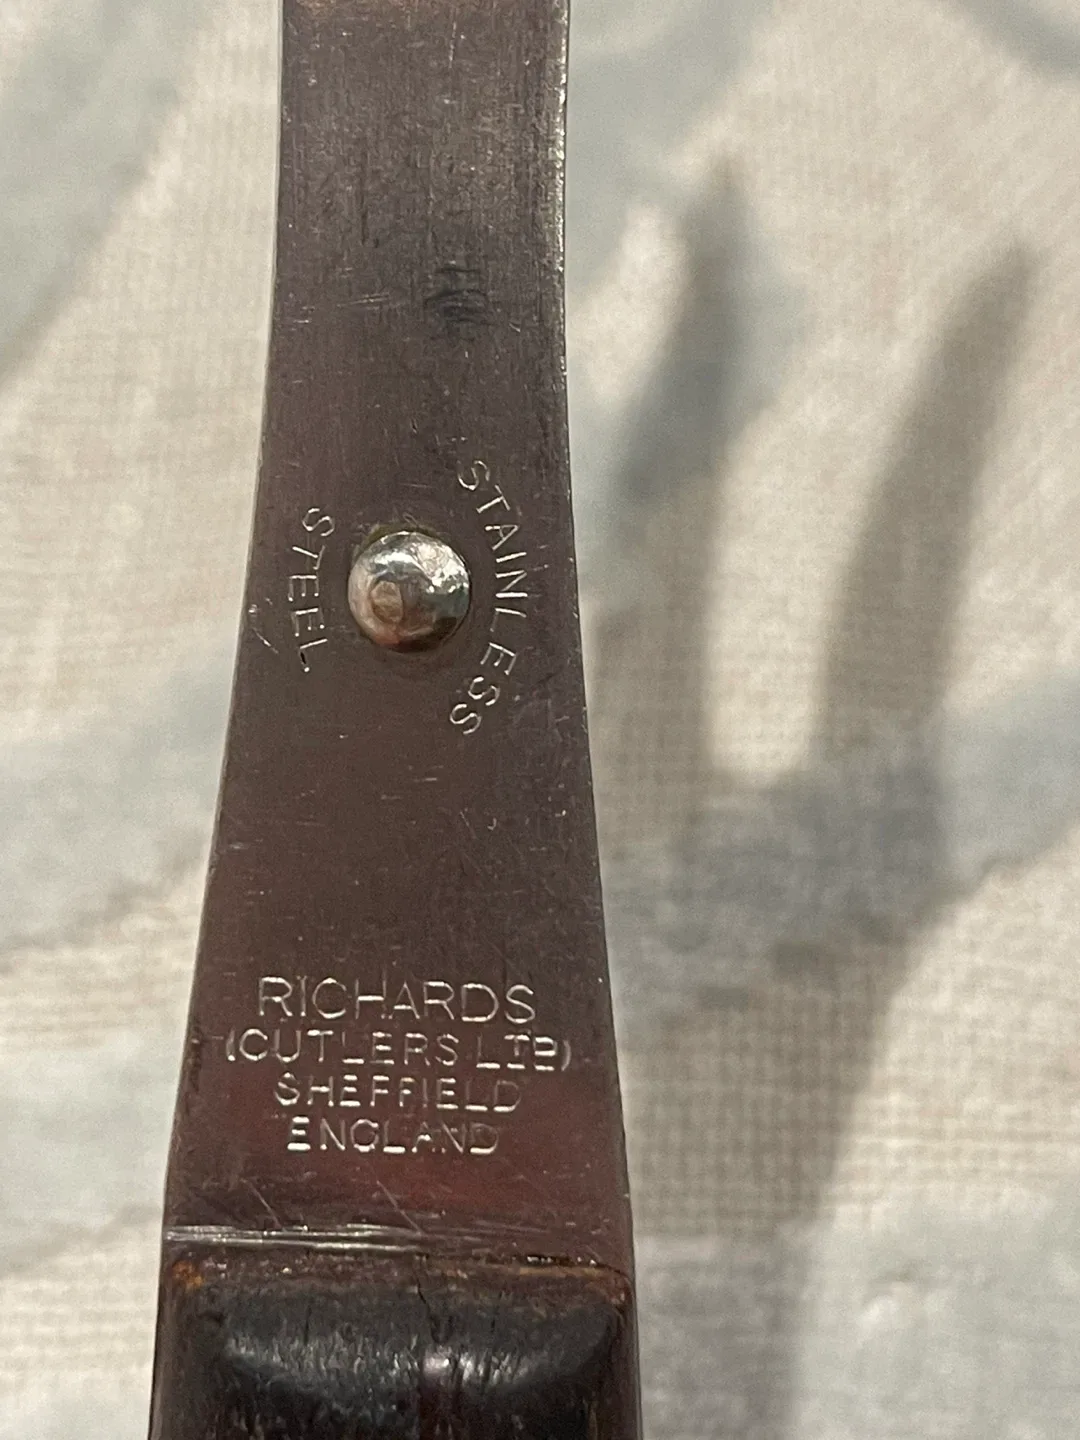 STAINLESS
STEEL
RICHARDS
(CUTLERS LTD)
SHEFFIELD
ENGLAND